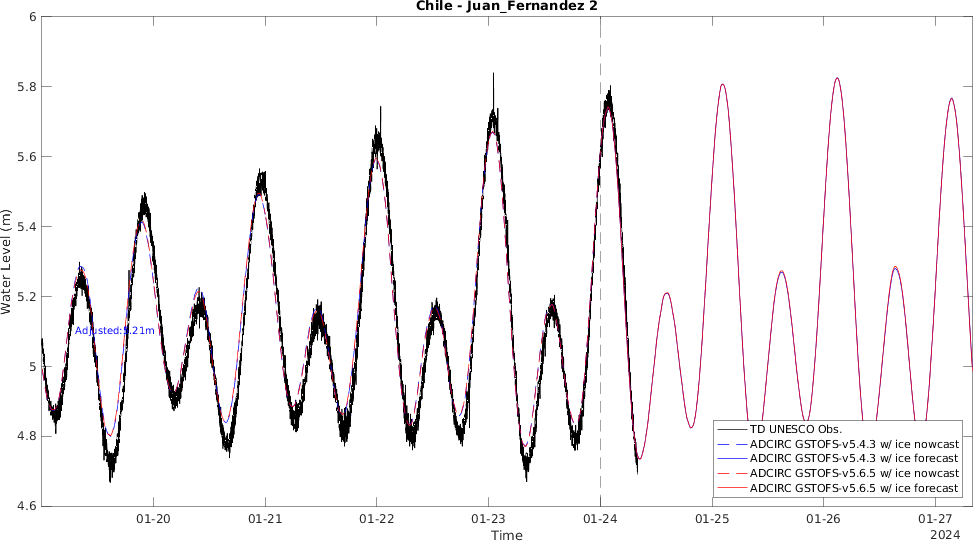 Chile - Juan_Fernandez 2
6
5.8
5.6
5.4
5.2
5
4.8
4.6
Water Level (m)
Adjusted:5.21m
TD UNESCO Obs.
ADCIRC GSTOFS-v5.4.3 w/ ice nowcast
ADCIRC GSTOFS-v5.4.3 w/ ice forecast
ADCIRC GSTOFS-v5.6.5 w/ ice nowcast
ADCIRC GSTOFS-v5.6.5 w/ ice forecast
01-20 01-21 01-22 01-23 01-24 01-25 01-26 01-27
Time
2024